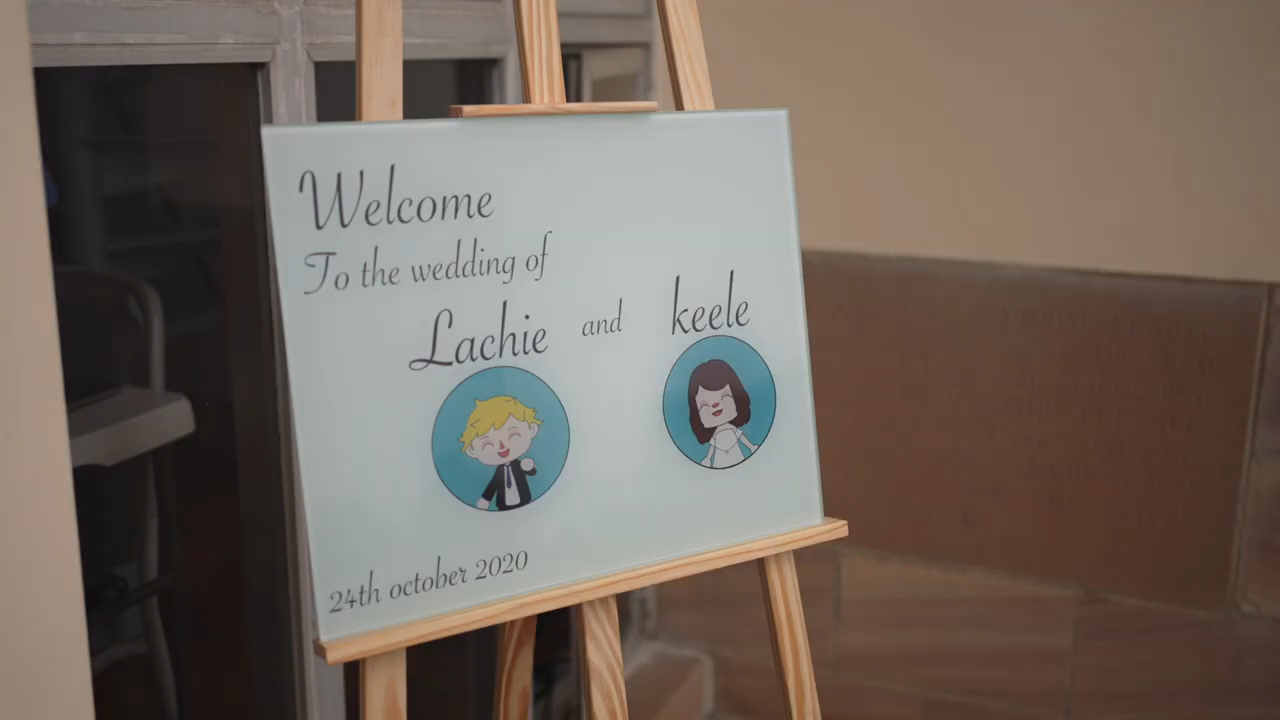 Welcome
To the wedding of
Lachie and keele
24th october 2020